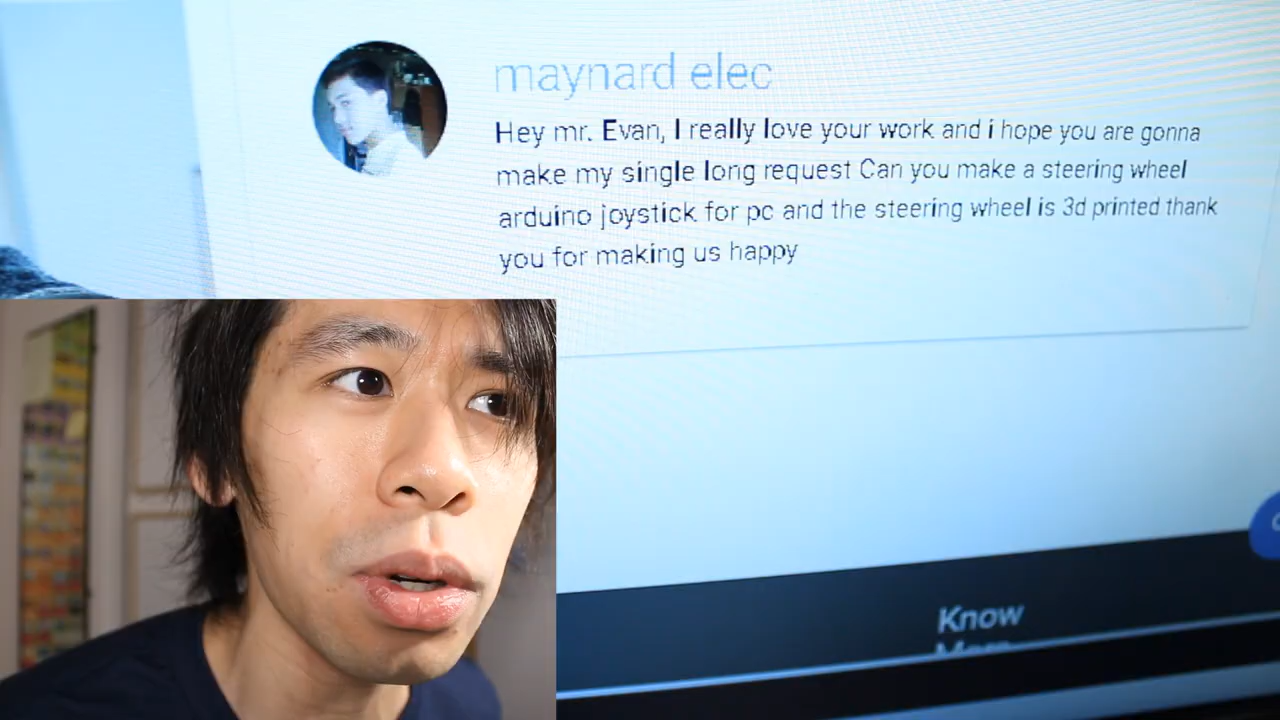 maynard elec
Hey mr. Evan, I really love your work and i hope you are gonna
make my single long request Can you make a steering wheel
arduino joystick for pc and the steering wheel is 3d printed thank
you for making us happy
Know
More